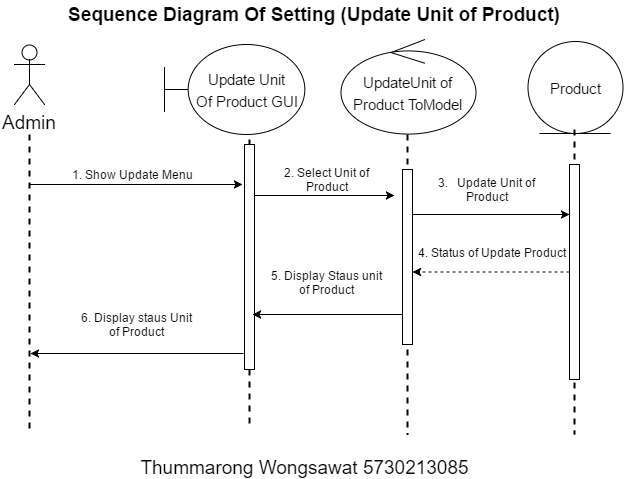 Sequence Diagram Of Setting (Update Unit of Product)
Update Unit
Of Product GUI
UpdateUnit of
Product ToModel
Product
Admin
1. Show Update Menu
2. Select Unit of
Product
3. Update Unit of
Product
4. Status of Update Product
5. Display Staus unit
of Product
6. Display staus Unit
of Product
Thummarong Wongsawat 5730213085